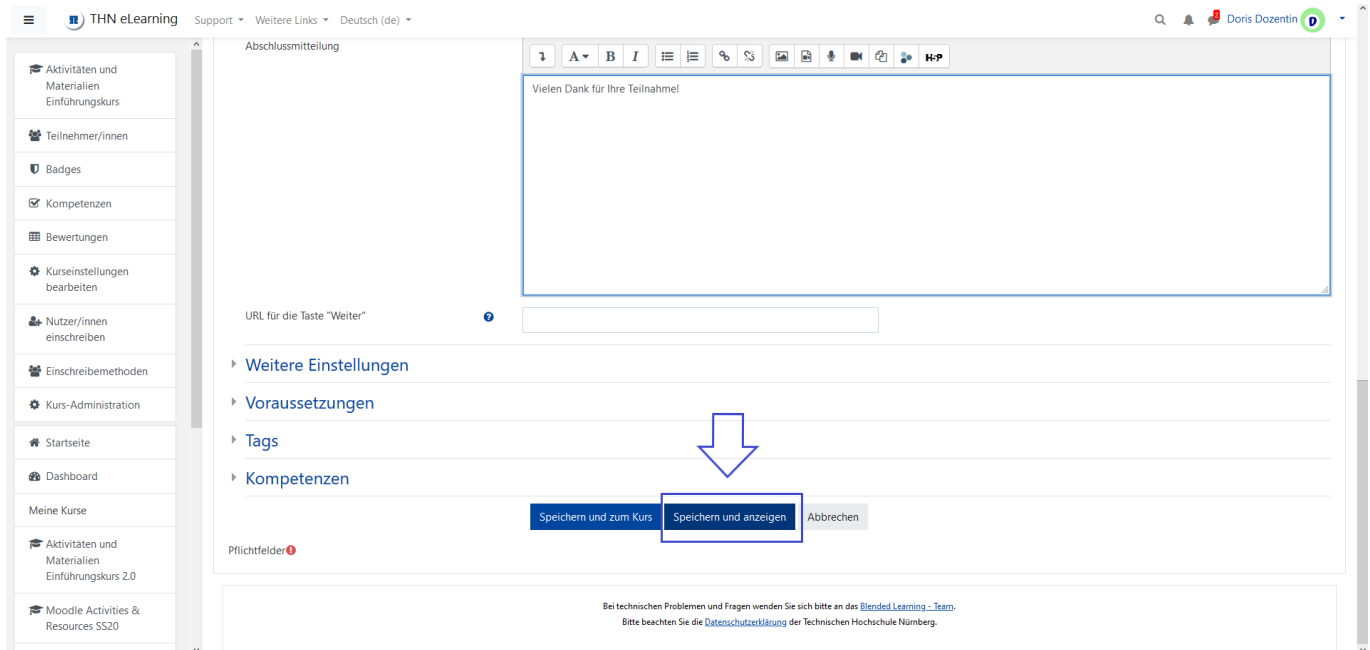 THN eLearning Support Weitere Links Deutsch (de) 2 Doris Dozentin D
Aktivitäten und
Materialien
Einführungskurs
Teilnehmer/innen
Badges
Kompetenzen
Bewertungen
Kurseinstellungen
bearbeiten
Nutzer/innen
einschreiben
Einschreibemethoden
Kurs-Administration
Startseite
Dashboard
Meine Kurse
Aktivitäten und
Materialien
Einführungskurs 2.0
Moodle Activities &
Resources SS20
Abschlussmitteilung
A B I H-P
Vielen Dank für Ihre Teilnahme!
URL für die Taste "Weiter"
Weitere Einstellungen
Voraussetzungen
Tags
Kompetenzen
Speichern und zum Kurs Speichern und anzeigen Abbrechen
Pflichtfelder
Bei technischen Problemen und Fragen wenden Sie sich bitte an das Blended Learning - Team.
Bitte beachten Sie die Datenschutzerklärung der Technischen Hochschule Nürnberg.